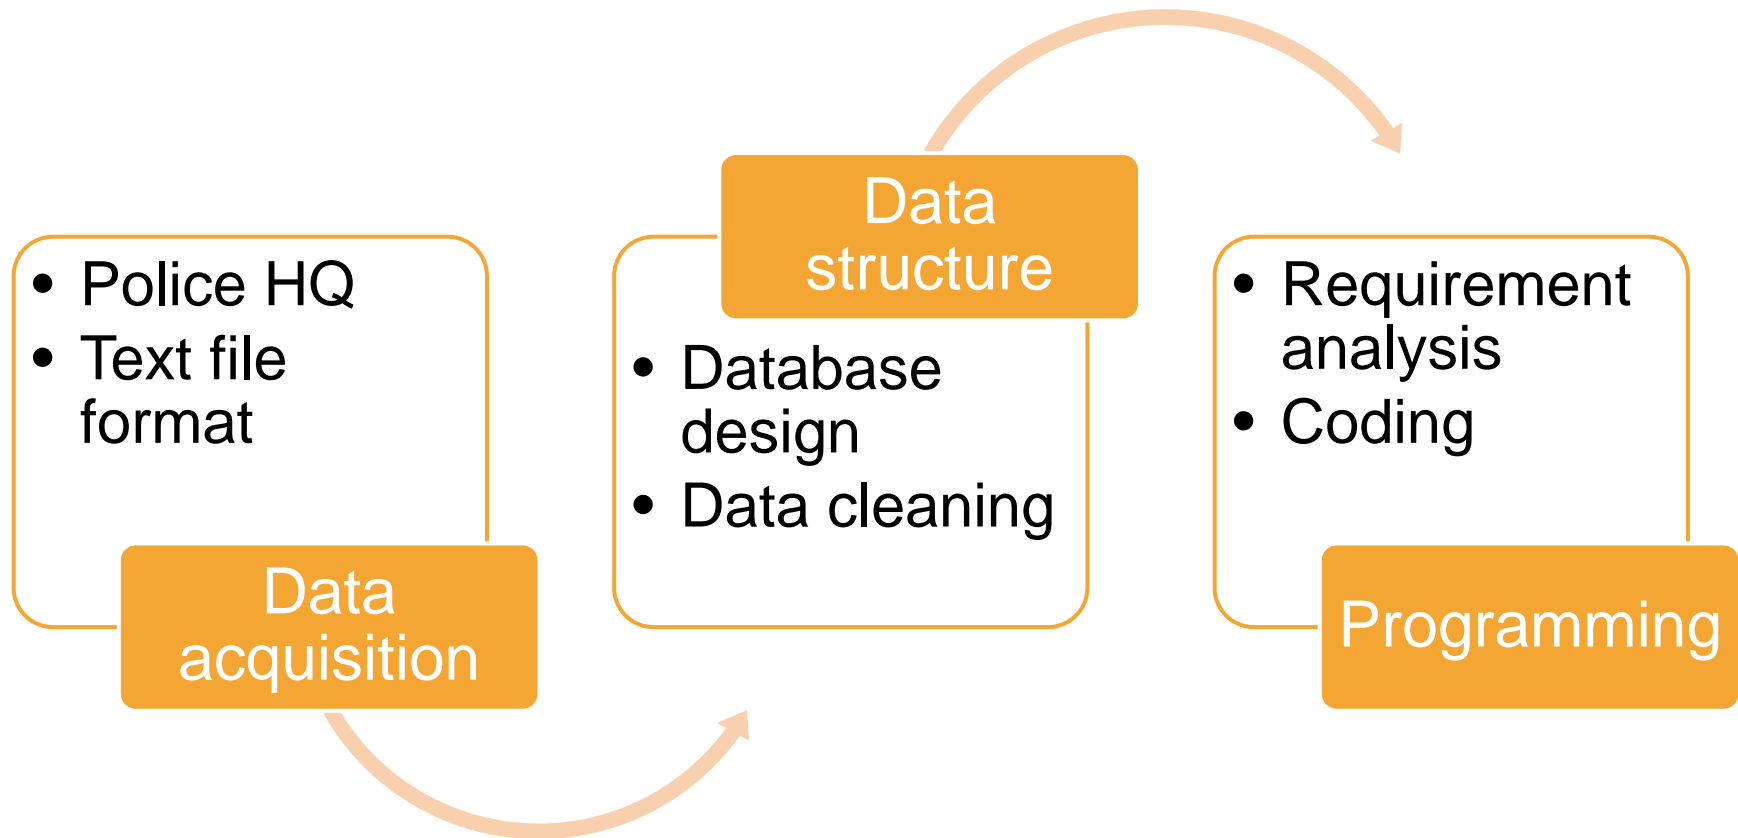 • Police HQ
• Text file
format
Data
acquisition
Data
structure
• Database
design
• Data cleaning
• Requirement
analysis
• Coding
Programming